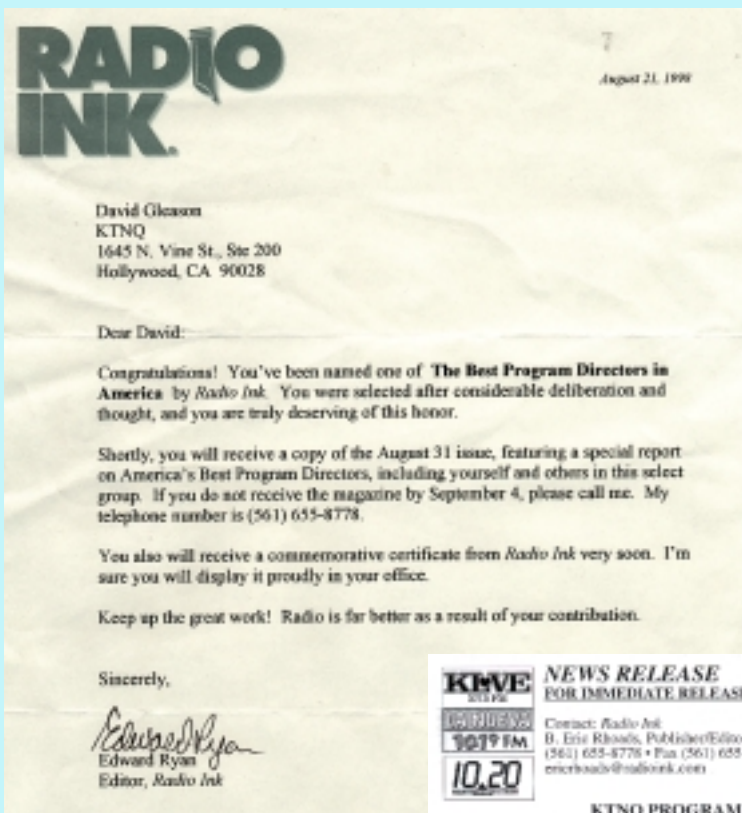 RADIO
INK.
August 21, 1998
David Gleason
KTNQ
1645 N. Vine St., Ste 200
Hollywood, CA 90028
Dear David:
Congratulations! You've been named one of The Best Program Directors in
America by Radio Ink. You were selected after considerable deliberation and
thought, and you are truly deserving of this honor.
Shortly, you will receive a copy of the August 31 issue, featuring a special report
on America's Best Program Directors, including yourself and others in this select
group. If you do not receive the magazine by September 4, please call me. My
telephone number is (561) 655-8778.
You also will receive a commemorative certificate from Radio Ink very soon. I'm
sure you will display it proudly in your office.
Keep up the great work! Radio is far better as a result of your contribution.
Sincerely,
Edward Ryan
Edward Ryan
Editor, Radio Ink
KLVE
LA NUEVA
101.9 FM
10.20
NEWS RELEASE
FOR IMMEDIATE RELEAS
Contact: Radio Ink
B. Eric Rhoads, Publisher/Edito
(561) 655-8778 • Fax (561) 655
ericrhoads@radioink.com
KTNQ PROGRAM